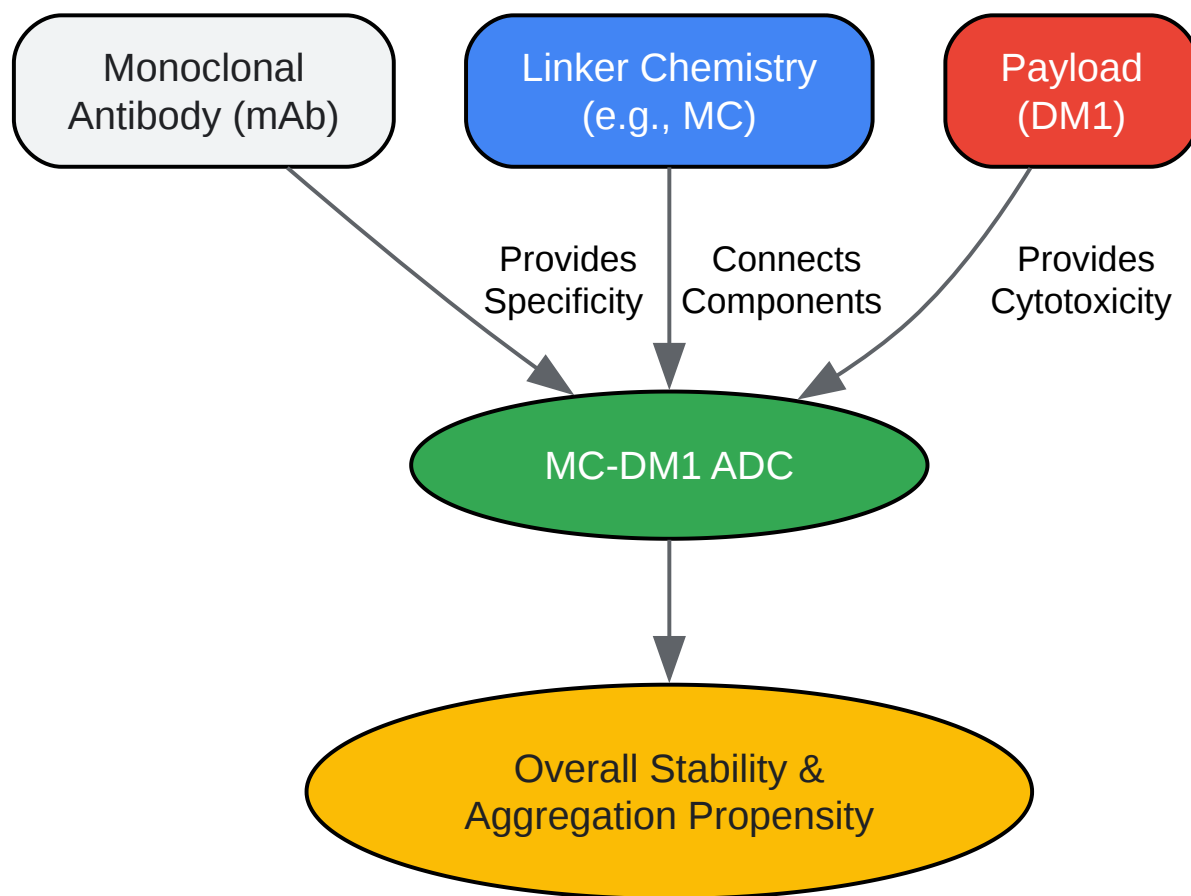 Monoclonal
Antibody (mAb)
Linker Chemistry
(e.g., MC)
Payload
(DM1)
Provides
Specificity
Connects
Components
Provides
Cytotoxicity
MC-DM1 ADC
Overall Stability &
Aggregation Propensity